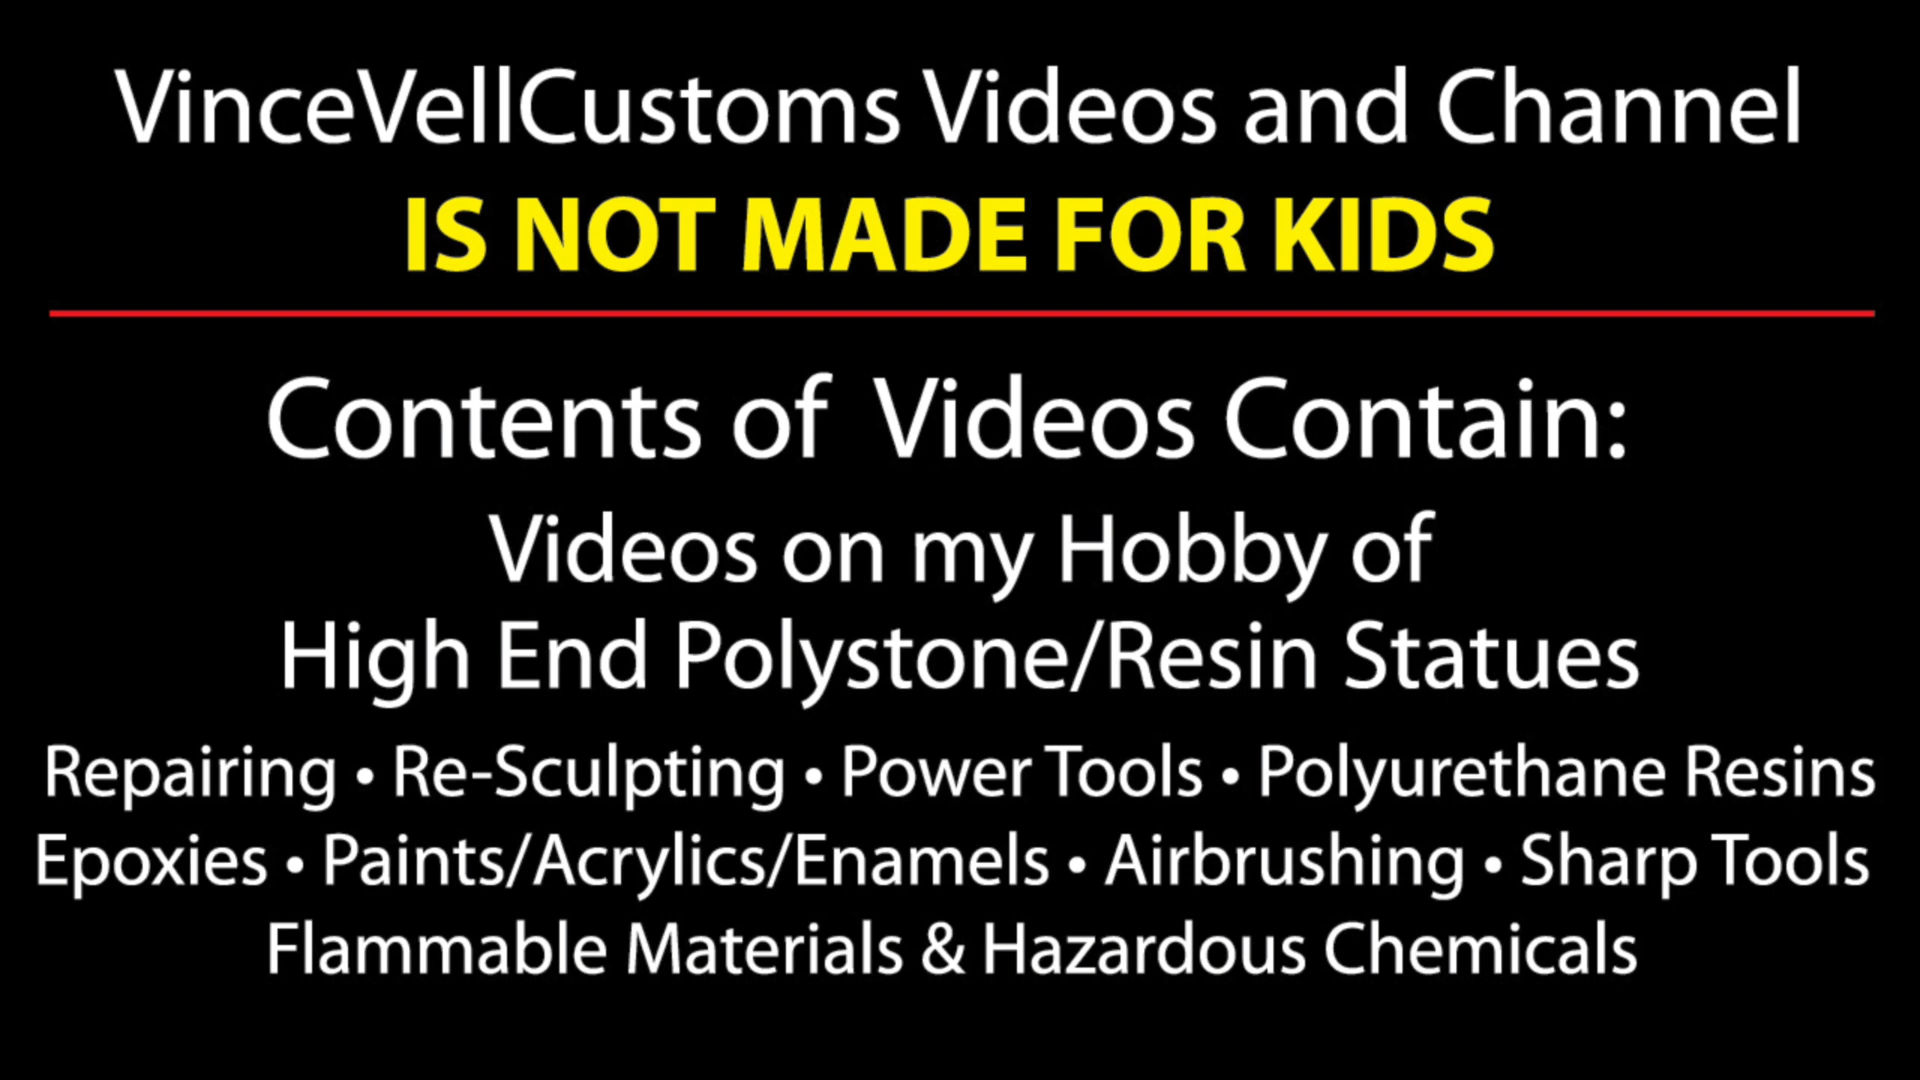 VinceVellCustoms Videos and Channel
IS NOT MADE FOR KIDS
Contents of Videos Contain:
Videos on my Hobby of
High End Polystone/Resin Statues
Repairing • Re-Sculpting • Power Tools • Polyurethane Resins
Epoxies • Paints/Acrylics/Enamels • Airbrushing • Sharp Tools
Flammable Materials & Hazardous Chemicals